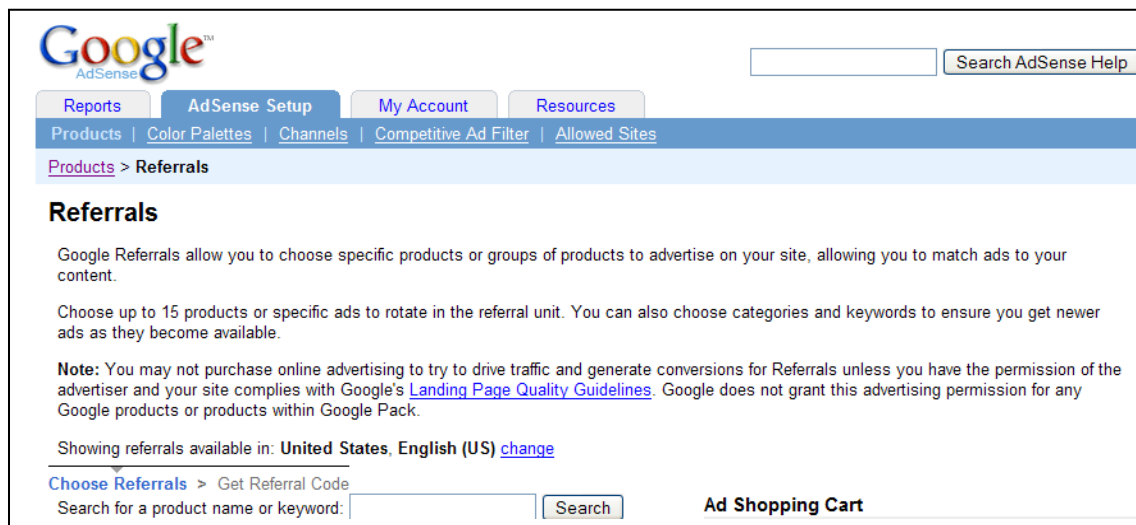 Google™
AdSense
Search AdSense Help
Reports AdSense Setup My Account Resources
Products | Color Palettes | Channels | Competitive Ad Filter | Allowed Sites
Products > Referrals
Referrals
Google Referrals allow you to choose specific products or groups of products to advertise on your site, allowing you to match ads to your
content.
Choose up to 15 products or specific ads to rotate in the referral unit. You can also choose categories and keywords to ensure you get newer
ads as they become available.
Note: You may not purchase online advertising to try to drive traffic and generate conversions for Referrals unless you have the permission of the
advertiser and your site complies with Google's Landing Page Quality Guidelines. Google does not grant this advertising permission for any
Google products or products within Google Pack.
Showing referrals available in: United States, English (US) change
Choose Referrals > Get Referral Code
Search for a product name or keyword: Search
Ad Shopping Cart